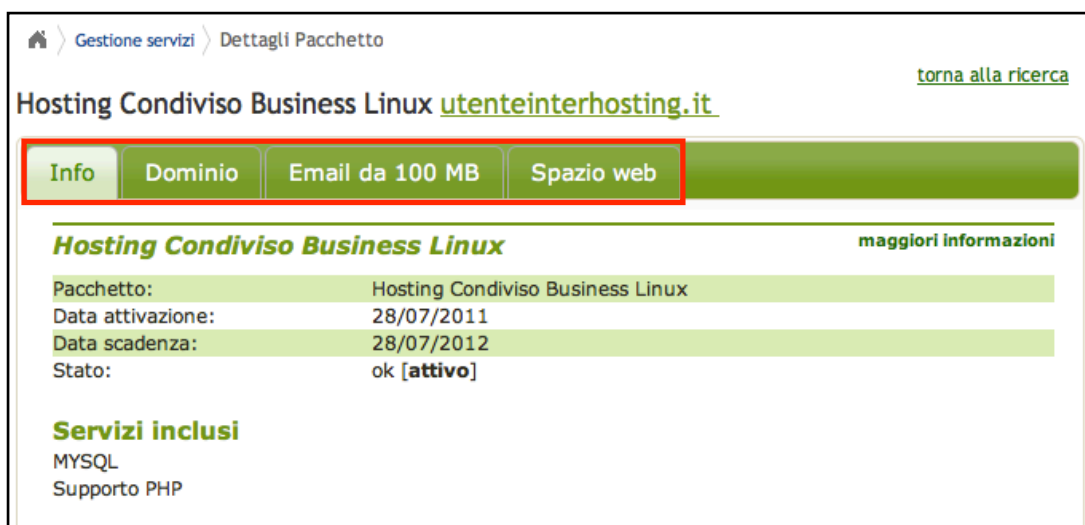 Gestione servizi Dettagli Pacchetto
torna alla ricerca
Hosting Condiviso Business Linux utenteinterhosting.it
Info Dominio Email da 100 MB Spazio web
Hosting Condiviso Business Linux maggiori informazioni
Pacchetto: Hosting Condiviso Business Linux
Data attivazione: 28/07/2011
Data scadenza: 28/07/2012
Stato: ok [attivo]
Servizi inclusi
MYSQL
Supporto PHP